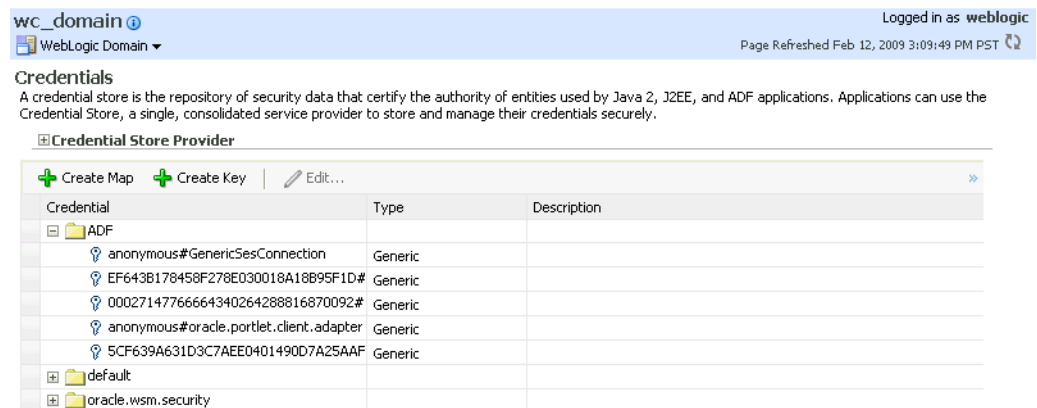 wc_domain
Logged in as weblogic
WebLogic Domain
Page Refreshed Feb 12, 2009 3:09:49 PM PST
Credentials
A credential store is the repository of security data that certify the authority of entities used by Java 2, J2EE, and ADF applications. Applications can use the
Credential Store, a single, consolidated service provider to store and manage their credentials securely.
Credential Store Provider
Create Map Create Key Edit... »
Credential Type Description
ADF
anonymous#GenericSesConnection Generic
EF643B178458F278E030018A18B95F1D# Generic
00027147766664340264288816870092# Generic
anonymous#oracle.portlet.client.adapter Generic
5CF639A631D3C7AEE0401490D7A25AAF Generic
default
oracle.wsm.security